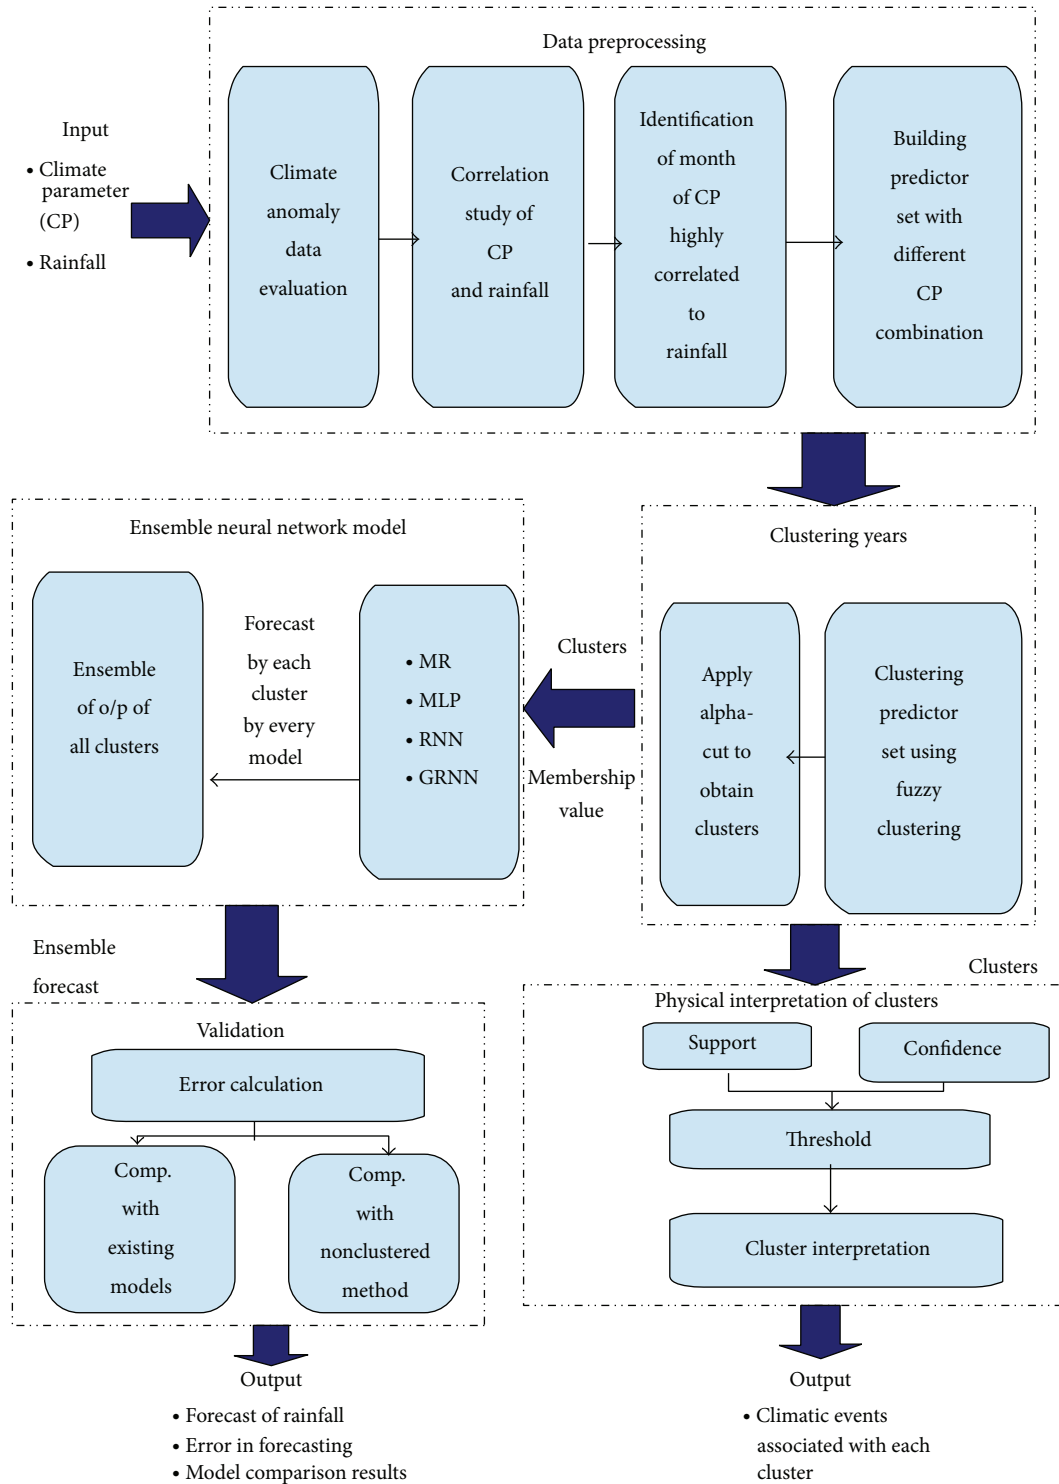 Data preprocessing
Input
• Climate
parameter
(CP)
• Rainfall
Climate
anomaly
data
evaluation
Correlation
study of
CP
and rainfall
Identification
of month
of CP
highly
correlated
to
rainfall
Building
predictor
set with
different
CP
combination
Clustering years
Clustering
predictor
set using
fuzzy
clustering
Apply
alpha-
cut to
obtain
clusters
Clusters
Membership
value
Ensemble neural network model
• MR
• MLP
• RNN
• GRNN
Forecast
by each
cluster
by every
model
Ensemble
of o/p of
all clusters
Ensemble
forecast
Validation
Error calculation
Comp.
with
existing
models
Comp.
with
nonclustered
method
Output
• Forecast of rainfall
• Error in forecasting
• Model comparison results
Clusters
Physical interpretation of clusters
Support
Confidence
Threshold
Cluster interpretation
Output
• Climatic events
associated with each
cluster